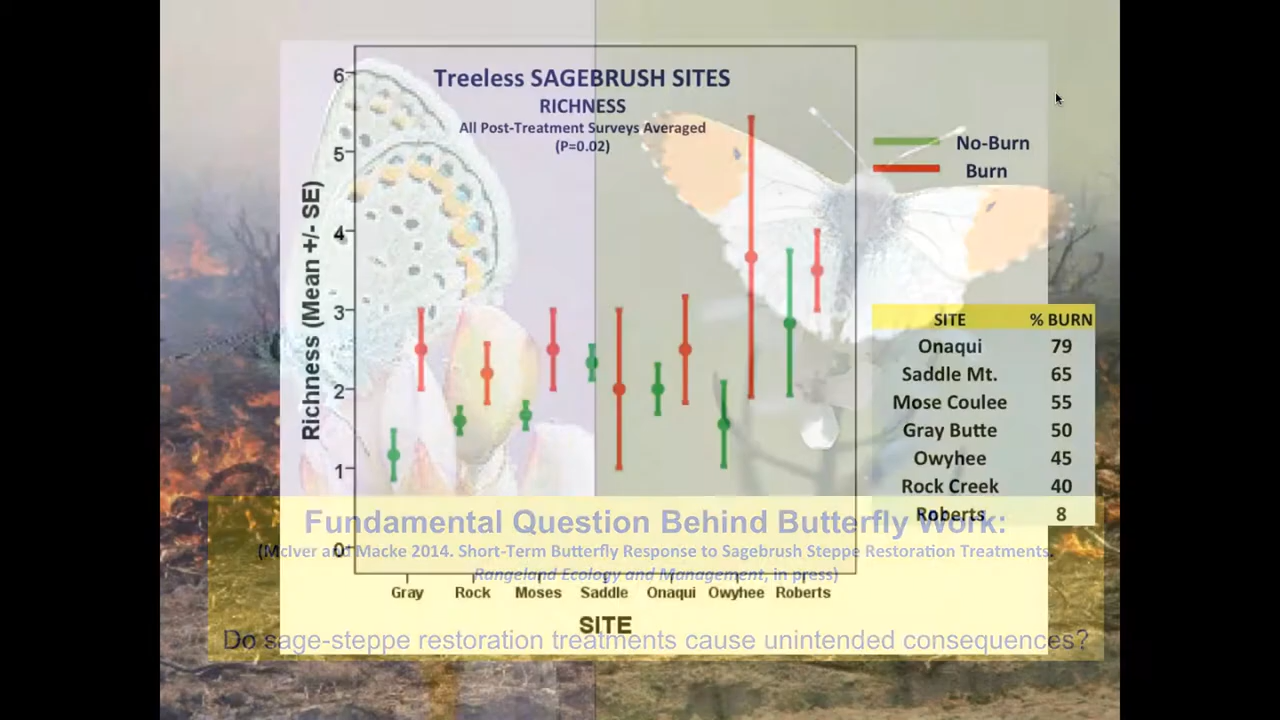 Treeless SAGEBRUSH SITES
RICHNESS
All Post-Treatment Surveys Averaged
(P=0.02)
No-Burn
Burn
Richness (Mean +/- SE)
6
5
4
3
2
1
0
SITE % BURN
Onaqui 79
Saddle Mt. 65
Mose Coulee 55
Gray Butte 50
Owyhee 45
Rock Creek 40
Roberts 8
Fundamental Question Behind Butterfly Work:
(McIver and Macke 2014. Short-Term Butterfly Response to Sagebrush Steppe Restoration Treatments.
Rangeland Ecology and Management, in press)
Gray Rock Moses Saddle Onaqui Owyhee Roberts
SITE
Do sage-steppe restoration treatments cause unintended consequences?